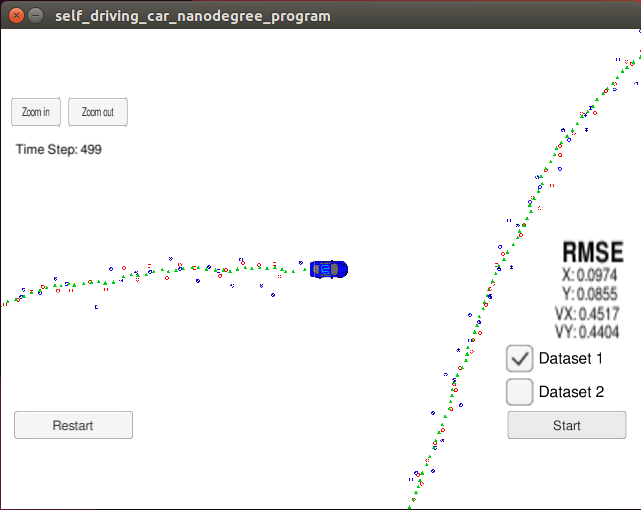 self_driving_car_nanodegree_program
Zoom in
Zoom out
Time Step: 499
RMSE
X: 0.0974
Y: 0.0855
VX: 0.4517
VY: 0.4404
Dataset 1
Dataset 2
Restart
Start